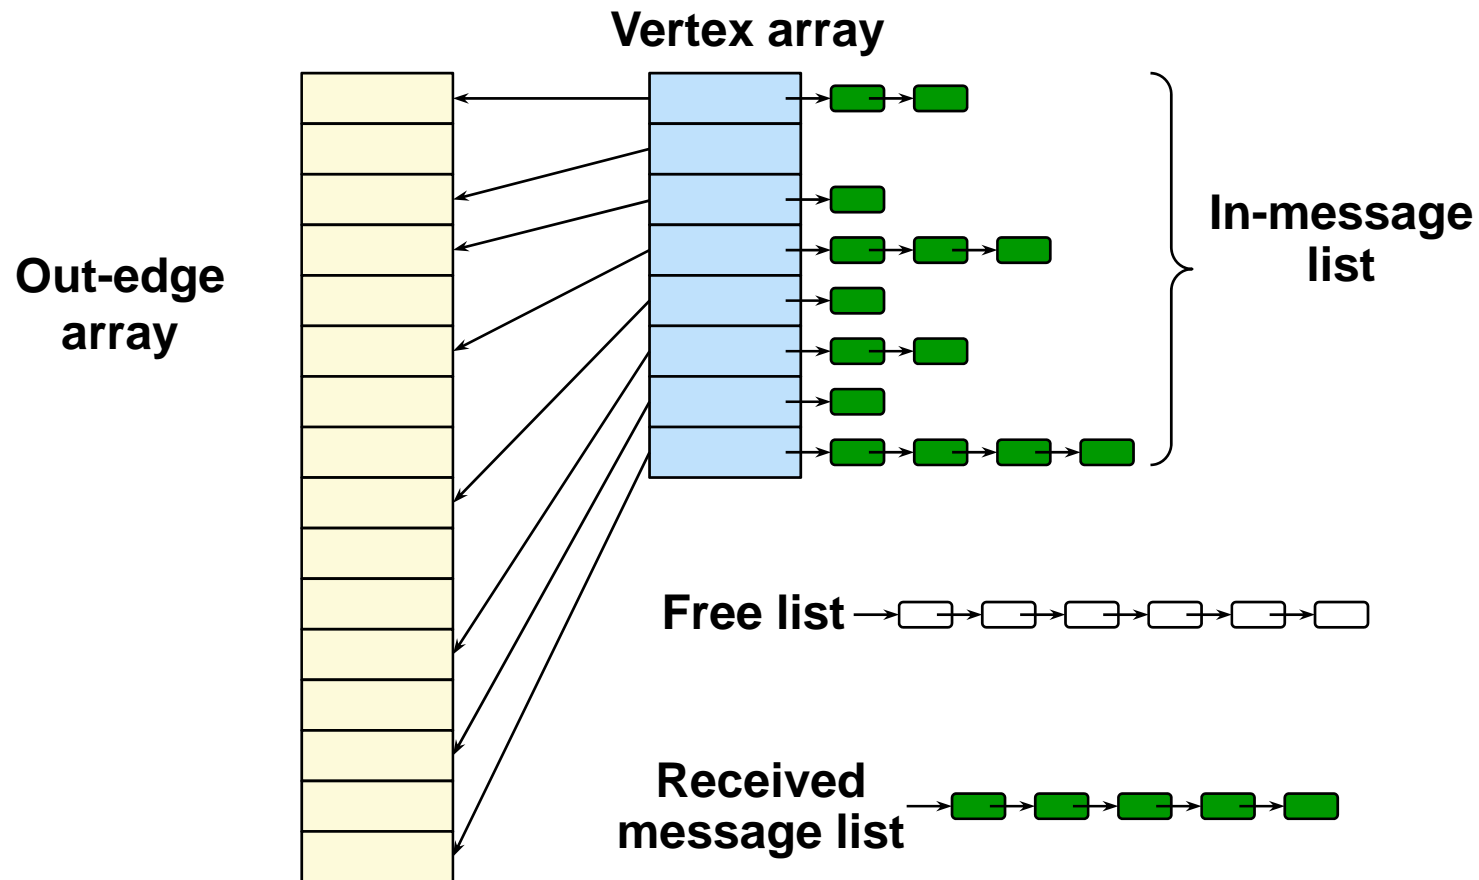 Vertex array
Out-edge
array
In-message
list
Free list
Received
message list